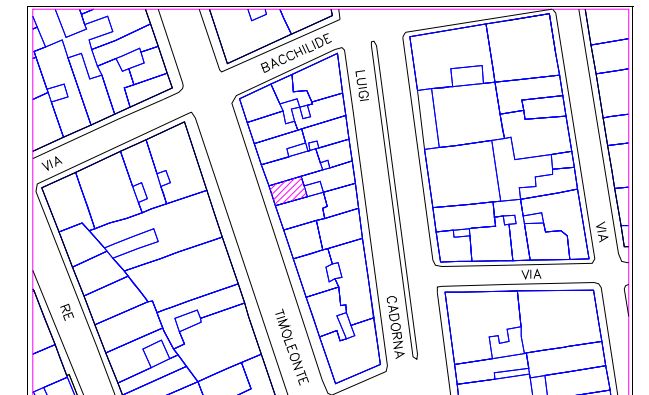 BACCHILIDE
LUIGI
VIA
VIA
VIA
RE
TIMOLEONTE
CADORNA